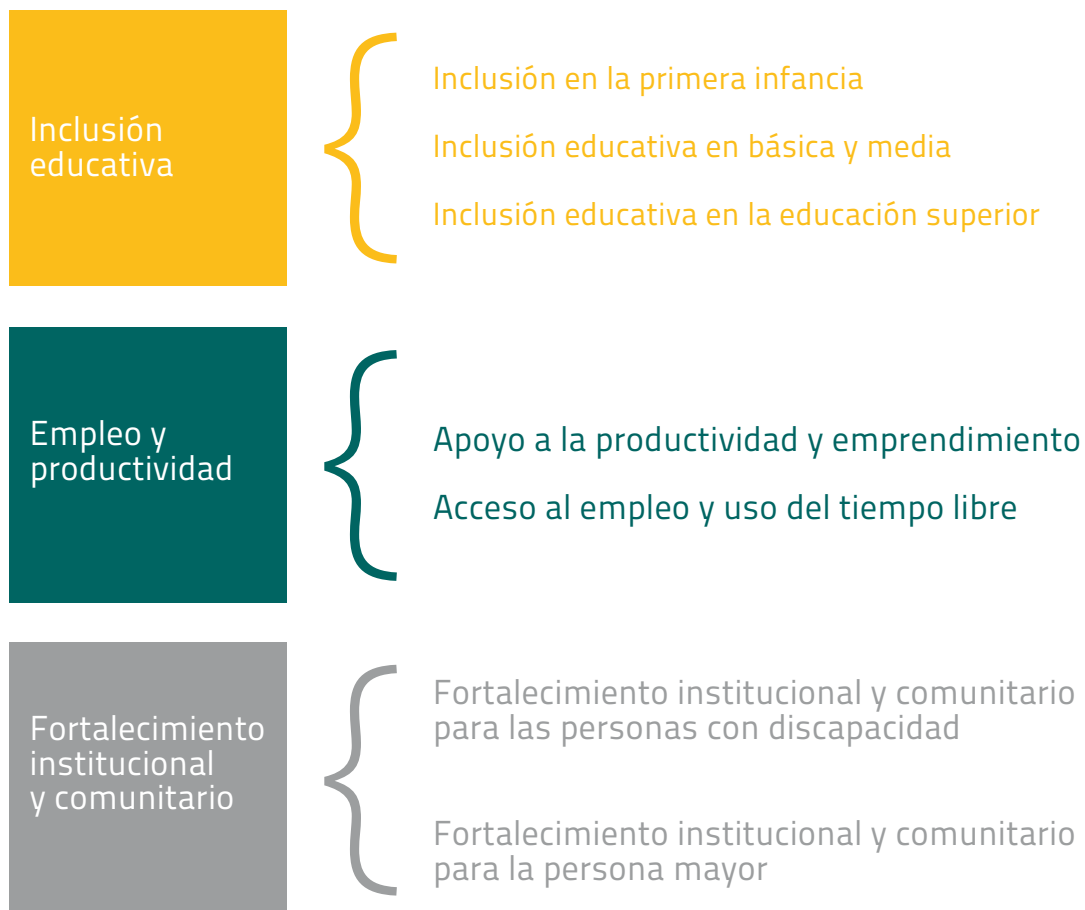 Inclusión
educativa
Inclusión en la primera infancia
Inclusión educativa en básica y media
Inclusión educativa en la educación superior
Empleo y
productividad
Apoyo a la productividad y emprendimiento
Acceso al empleo y uso del tiempo libre
Fortalecimiento
institucional
y comunitario
Fortalecimiento institucional y comunitario
para las personas con discapacidad
Fortalecimiento institucional y comunitario
para la persona mayor